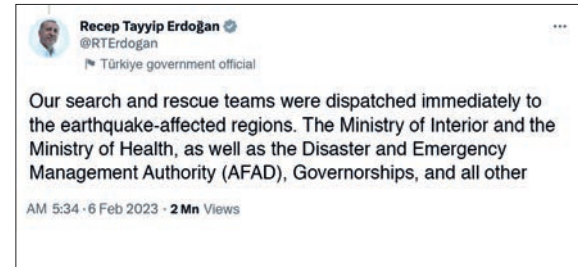 Recep Tayyip Erdoğan
@RTErdogan
Türkiye government official
Our search and rescue teams were dispatched immediately to
the earthquake-affected regions. The Ministry of Interior and the
Ministry of Health, as well as the Disaster and Emergency
Management Authority (AFAD), Governorships, and all other
AM 5:34 · 6 Feb 2023 · 2 Mn Views